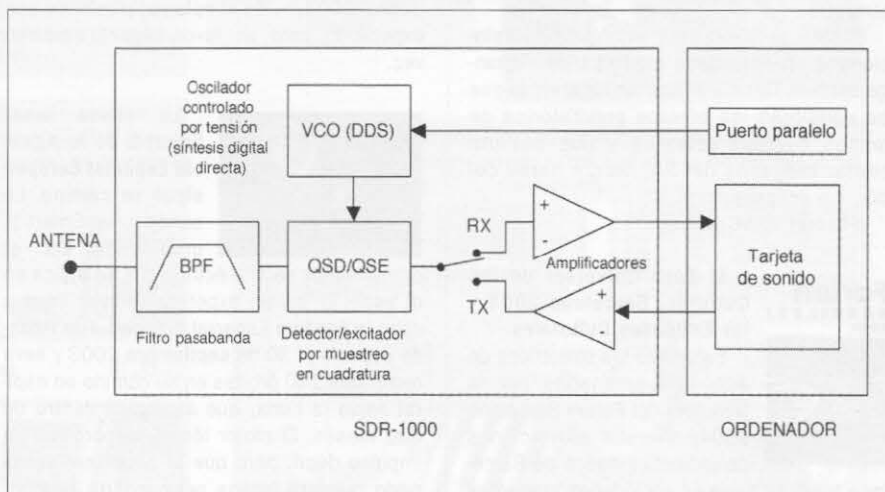 Oscilador
controlado
por tensión
(síntesis digital
directa)
VCO (DDS)
Puerto paralelo
ANTENA
BPF
QSD/QSE
RX
TX
+
-
Amplificadores
+
-
Tarjeta
de sonido
Filtro pasabanda
Detector/oscilador
por muestreo
en cuadratura
SDR-1000
ORDENADOR